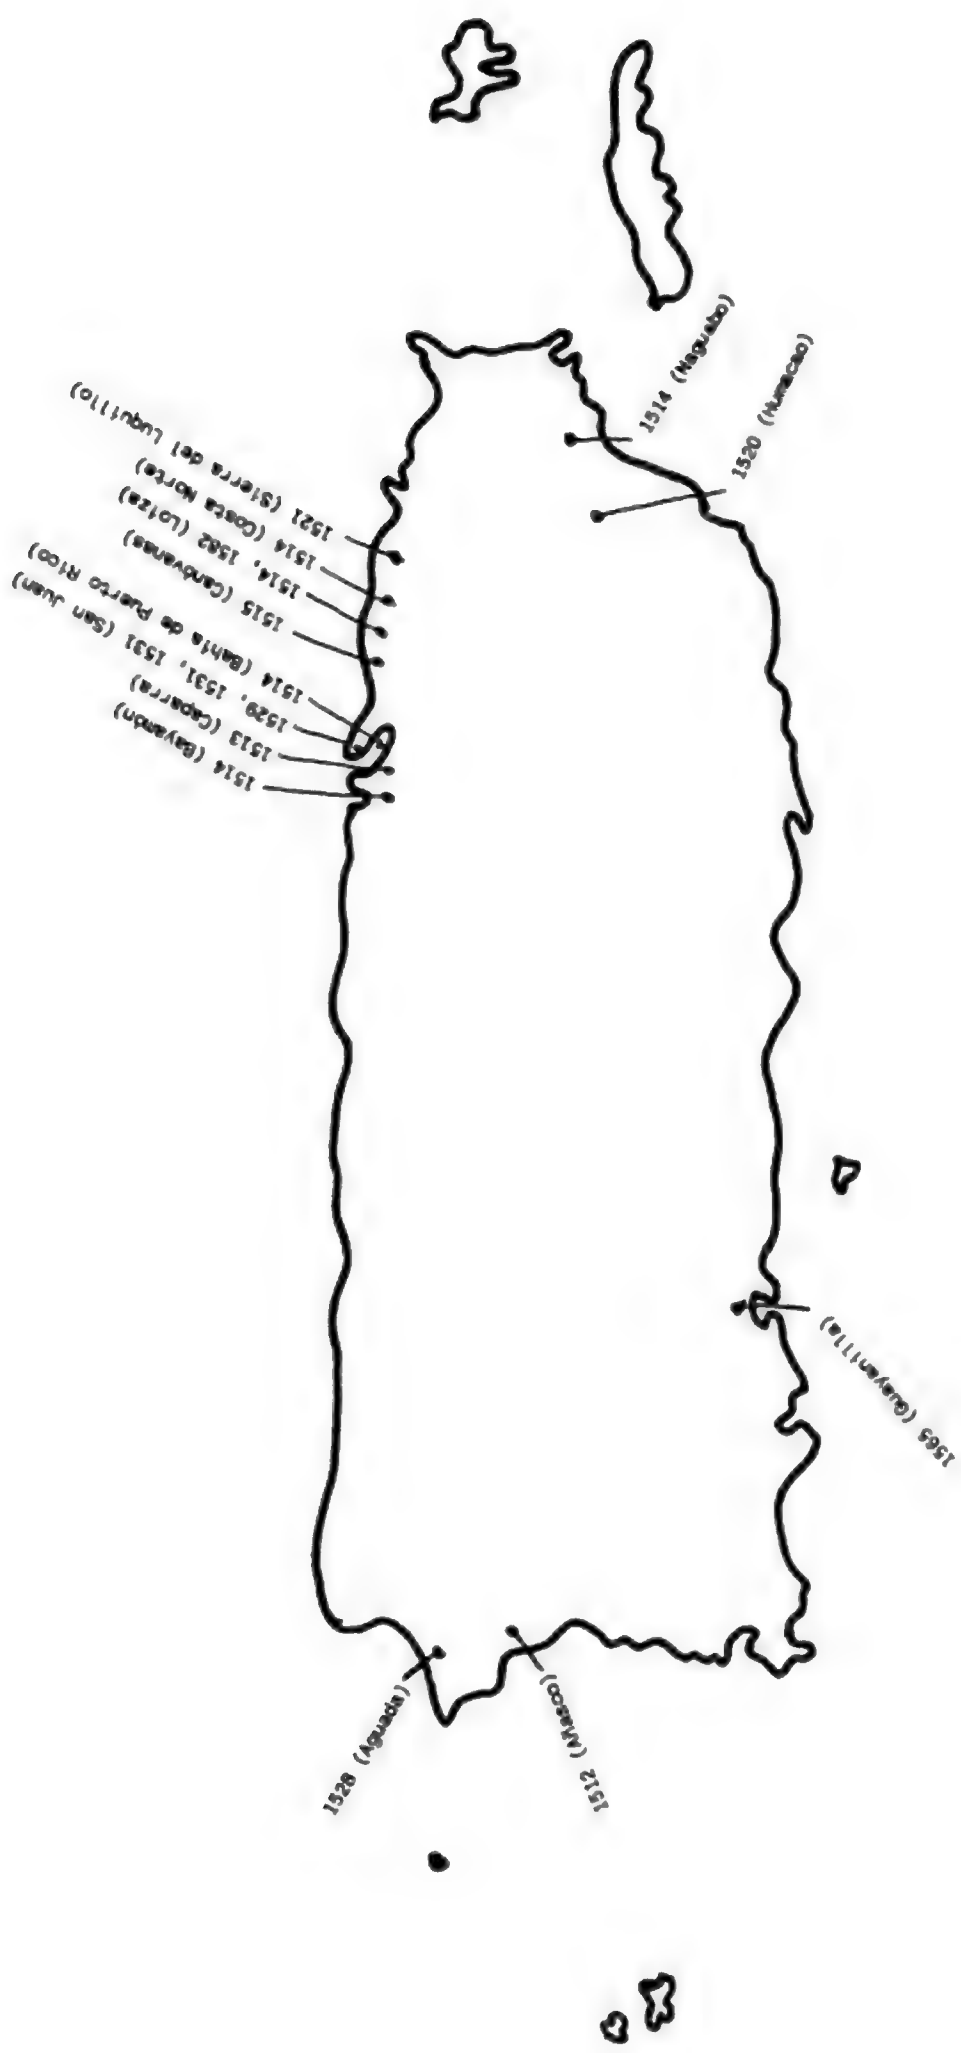 1521 (Sierra del Luquillo)
1514 (Costa Norte)
1514, 1582 (Loíza)
1515 (Canóvanas)
1514 (Bahía de Puerto Rico)
1529, 1531, 1531 (San Juan)
1513 (Caparra)
1514 (Bayamón)
1514 (Naguabo)
1520 (Humacao)
1565 (Guayanilla)
1528 (Aguada)
1512 (Añasco)